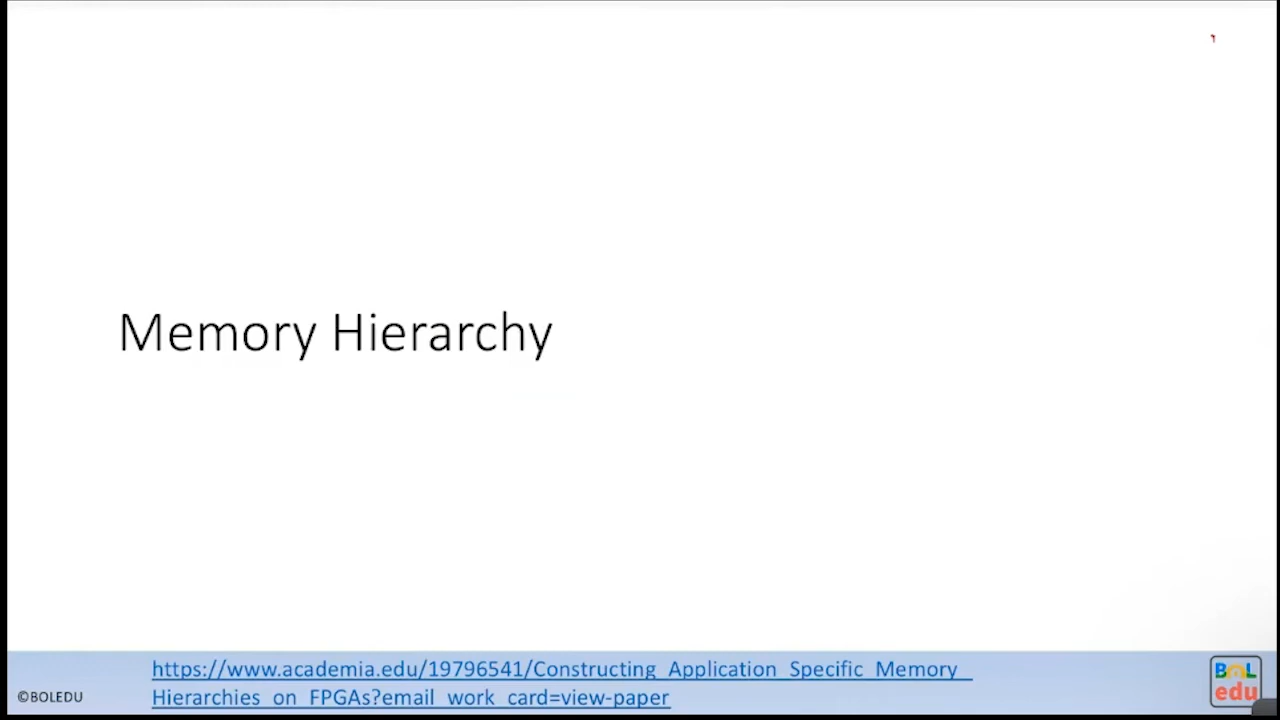 Memory Hierarchy
https://www.academia.edu/19796541/Constructing_Application_Specific_Memory_
Hierarchies_on_FPGAs?email_work_card=view-paper
©BOLEDU
BOL
edu